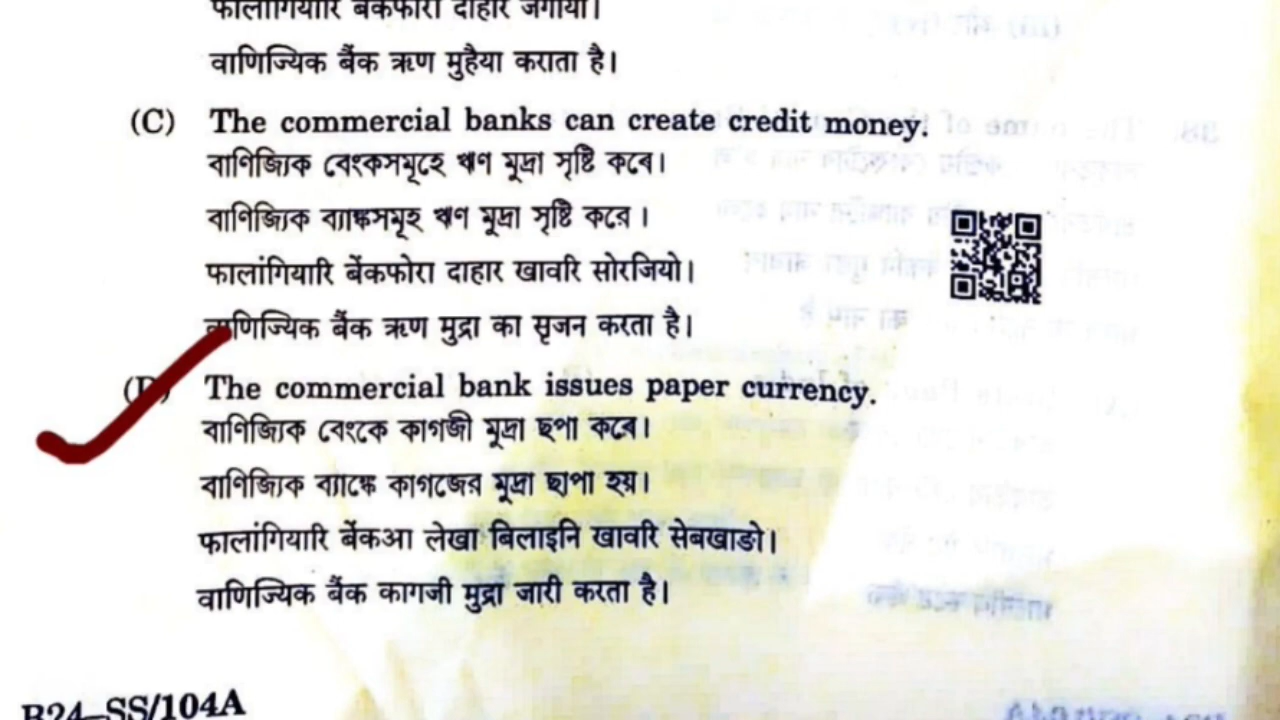 फालांगियारि बेंकफोरा दाहार जगायो।
वाणिज्यिक बैंक ऋण मुहैया कराता है।
(C) The commercial banks can create credit money.
বাণিজ্যিক বেংকসমূহে ঋণ মুদ্ৰা সৃষ্টি কৰে।
বাণিজ্যিক ব্যাঙ্কসমূহ ঋণ মুদ্রা সৃষ্টি করে।
फालांगियारि बेंकफोरा दाहार खावरि सोरजियो।
वाणिज्यिक बैंक ऋण मुद्रा का सृजन करता है।
(D) The commercial bank issues paper currency.
বাণিজ্যিক বেংকে কাগজী মুদ্ৰা ছপা কৰে।
বাণিজ্যিক ব্যাঙ্কে কাগজের মুদ্রা ছাপা হয়।
फालांगियारि बेंकआ लेखा बिलाइनि खावरि सेबखाङो।
वाणिज्यिक बैंक कागजी मुद्रा जारी करता है।
B24–SS/104A